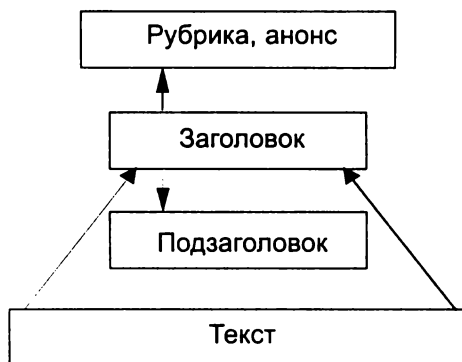 Рубрика, анонс
Заголовок
Подзаголовок
Текст